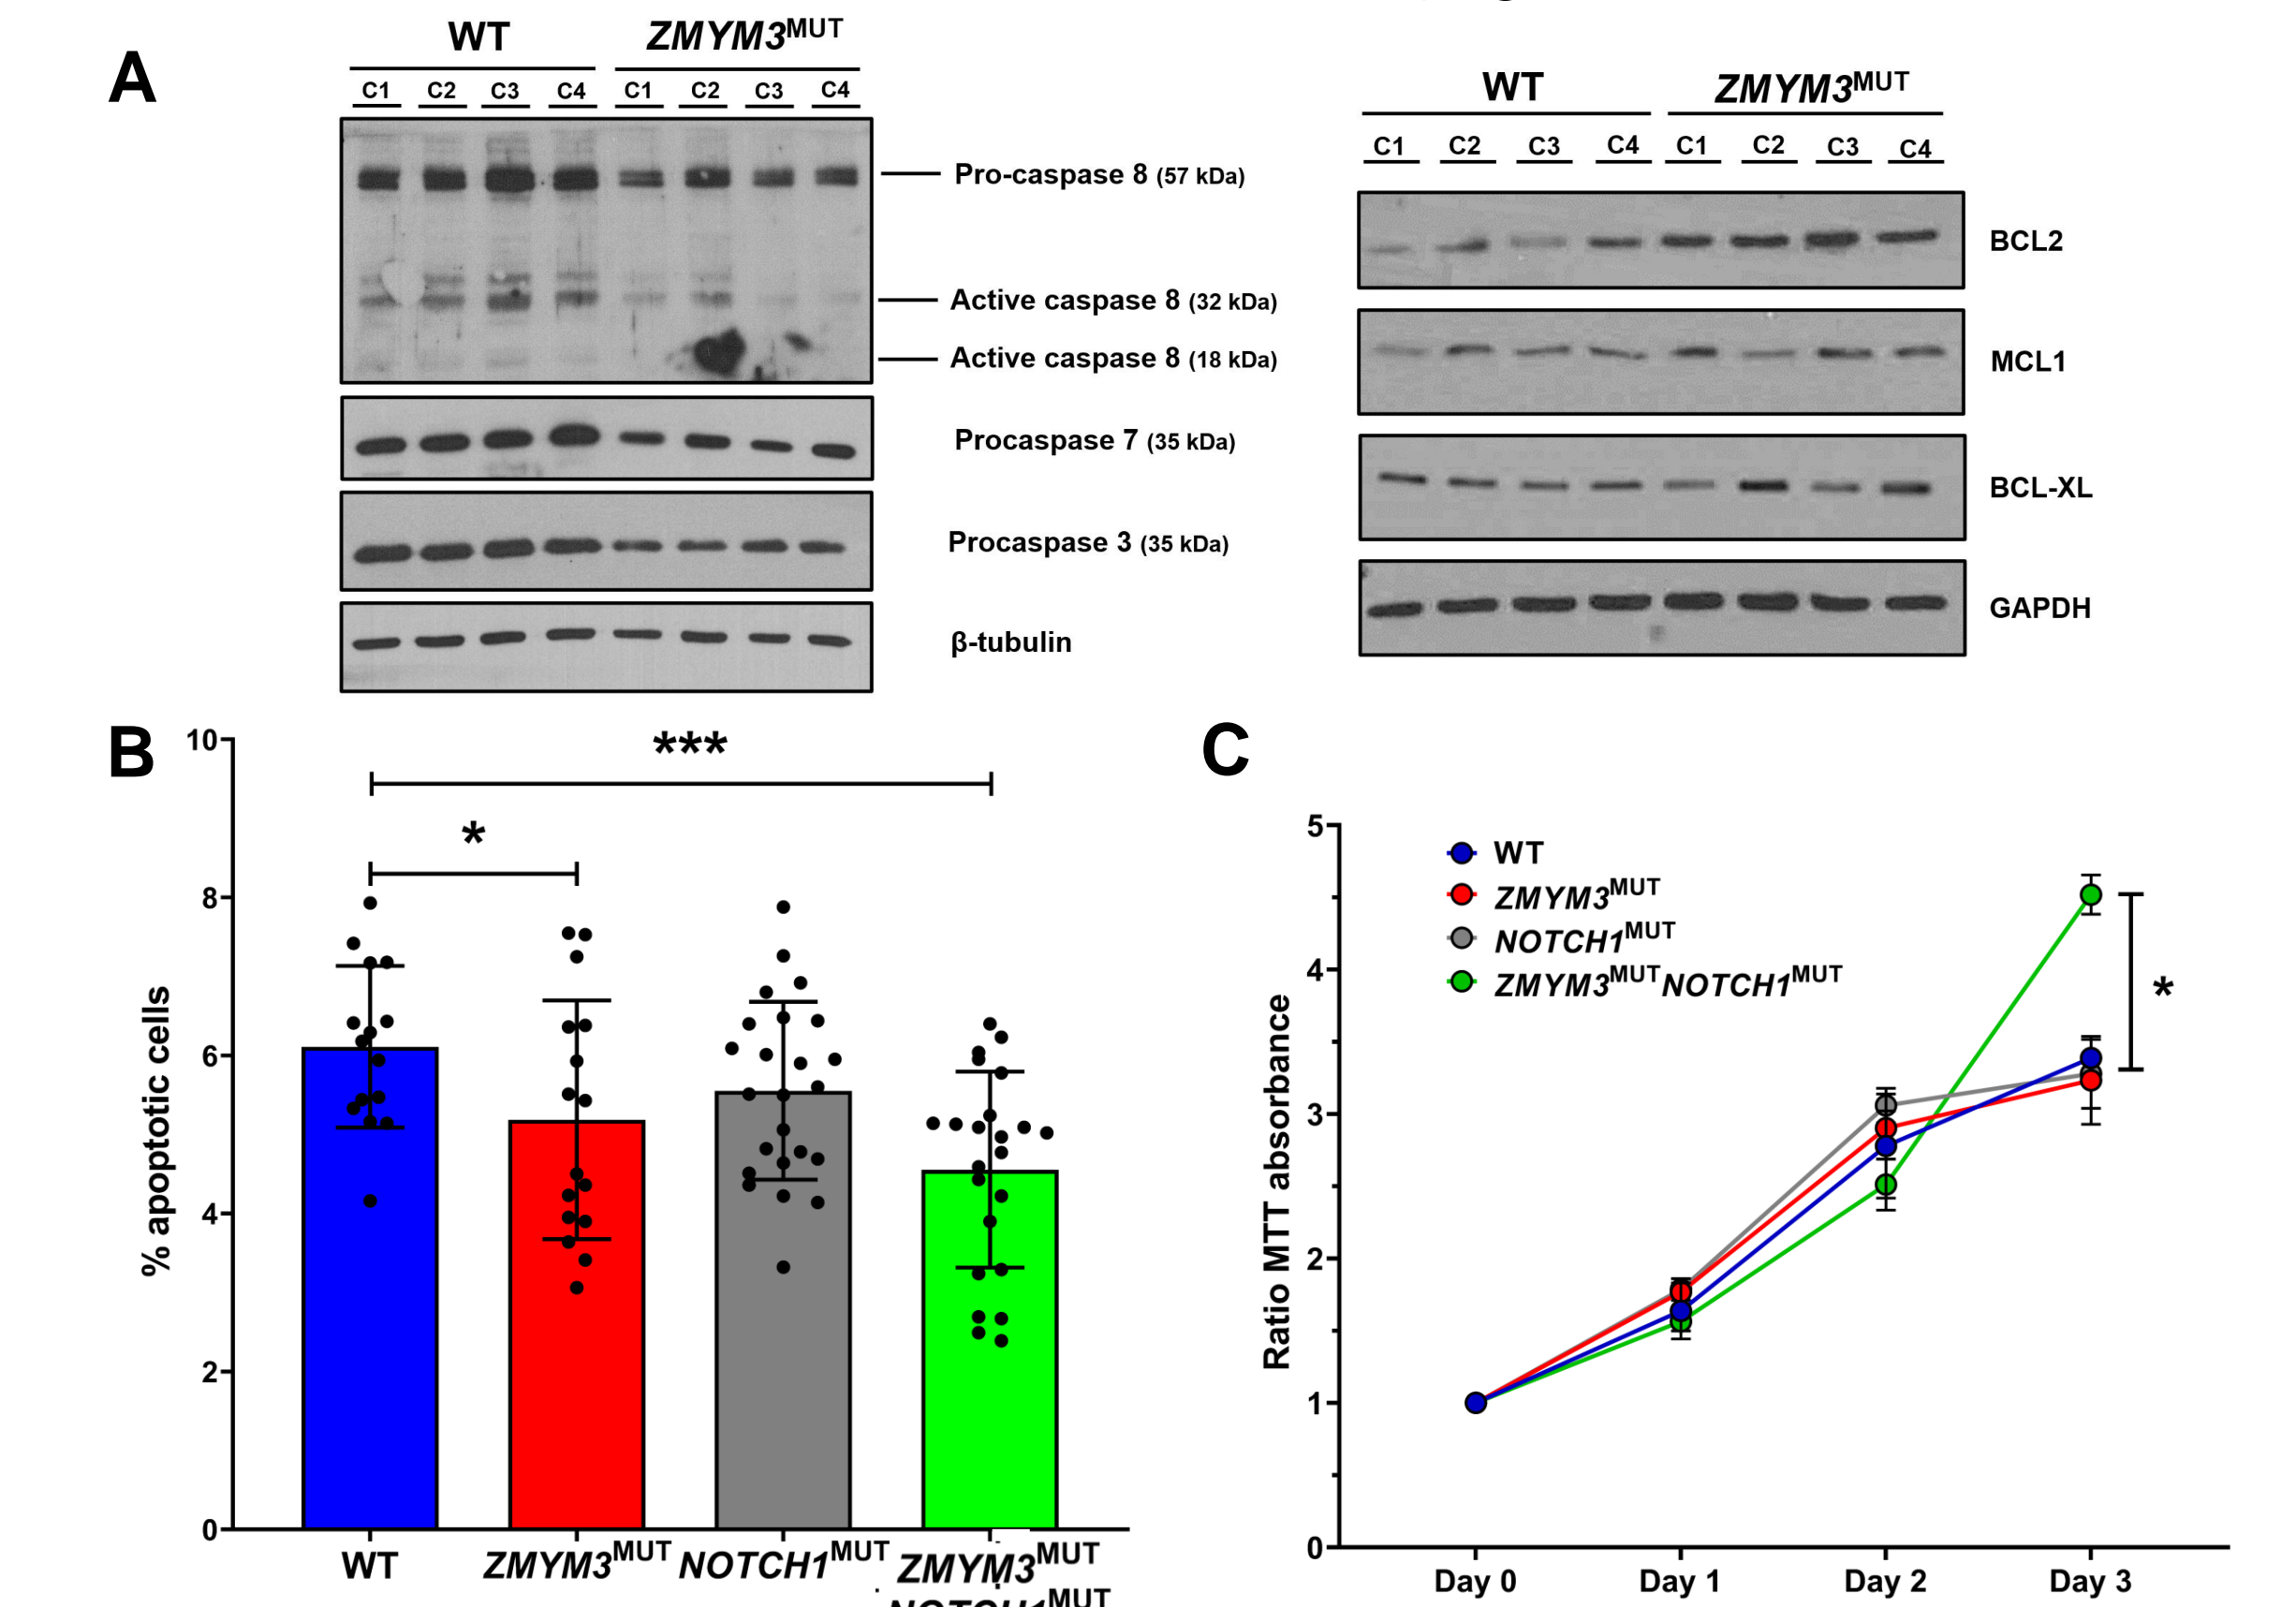 A
WT ZMYM3MUT
C1 C2 C3 C4 C1 C2 C3 C4
Pro-caspase 8 (57 kDa)
Active caspase 8 (32 kDa)
Active caspase 8 (18 kDa)
Procaspase 7 (35 kDa)
Procaspase 3 (35 kDa)
β-tubulin
WT ZMYM3MUT
C1 C2 C3 C4 C1 C2 C3 C4
BCL2
MCL1
BCL-XL
GAPDH
B
% apoptotic cells
10
8
6
4
2
0
***
*
WT ZMYM3MUT NOTCH1MUT ZMYM3MUT
NOTCH1MUT
C
Ratio MTT absorbance
5
4
3
2
1
0
WT
ZMYM3MUT
NOTCH1MUT
ZMYM3MUTNOTCH1MUT
*
Day 0 Day 1 Day 2 Day 3